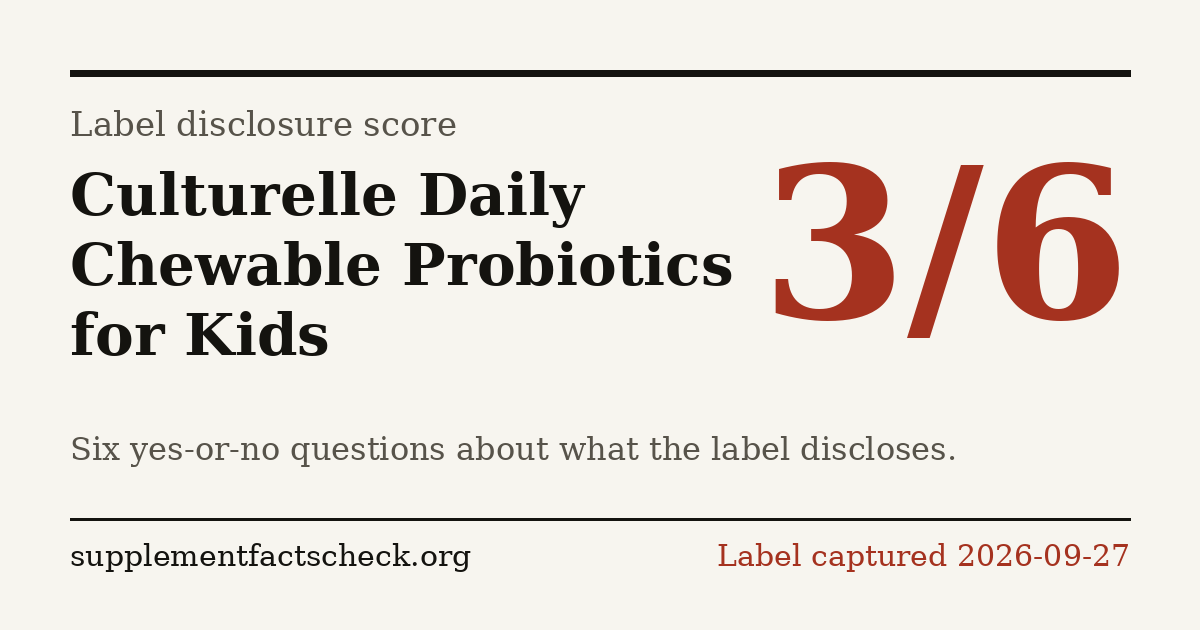 Label disclosure score
Culturelle Daily
Chewable Probiotics
for Kids
3/6
Six yes-or-no questions about what the label discloses.
supplementfactscheck.org
Label captured 2026-09-27